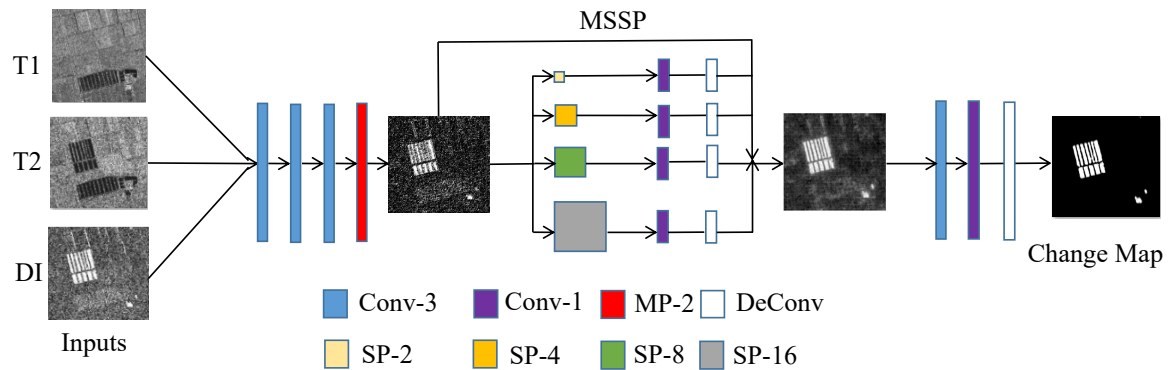 MSSP
T1
T2
DI
Inputs
Change Map
Conv-3 Conv-1 MP-2 DeConv
SP-2 SP-4 SP-8 SP-16